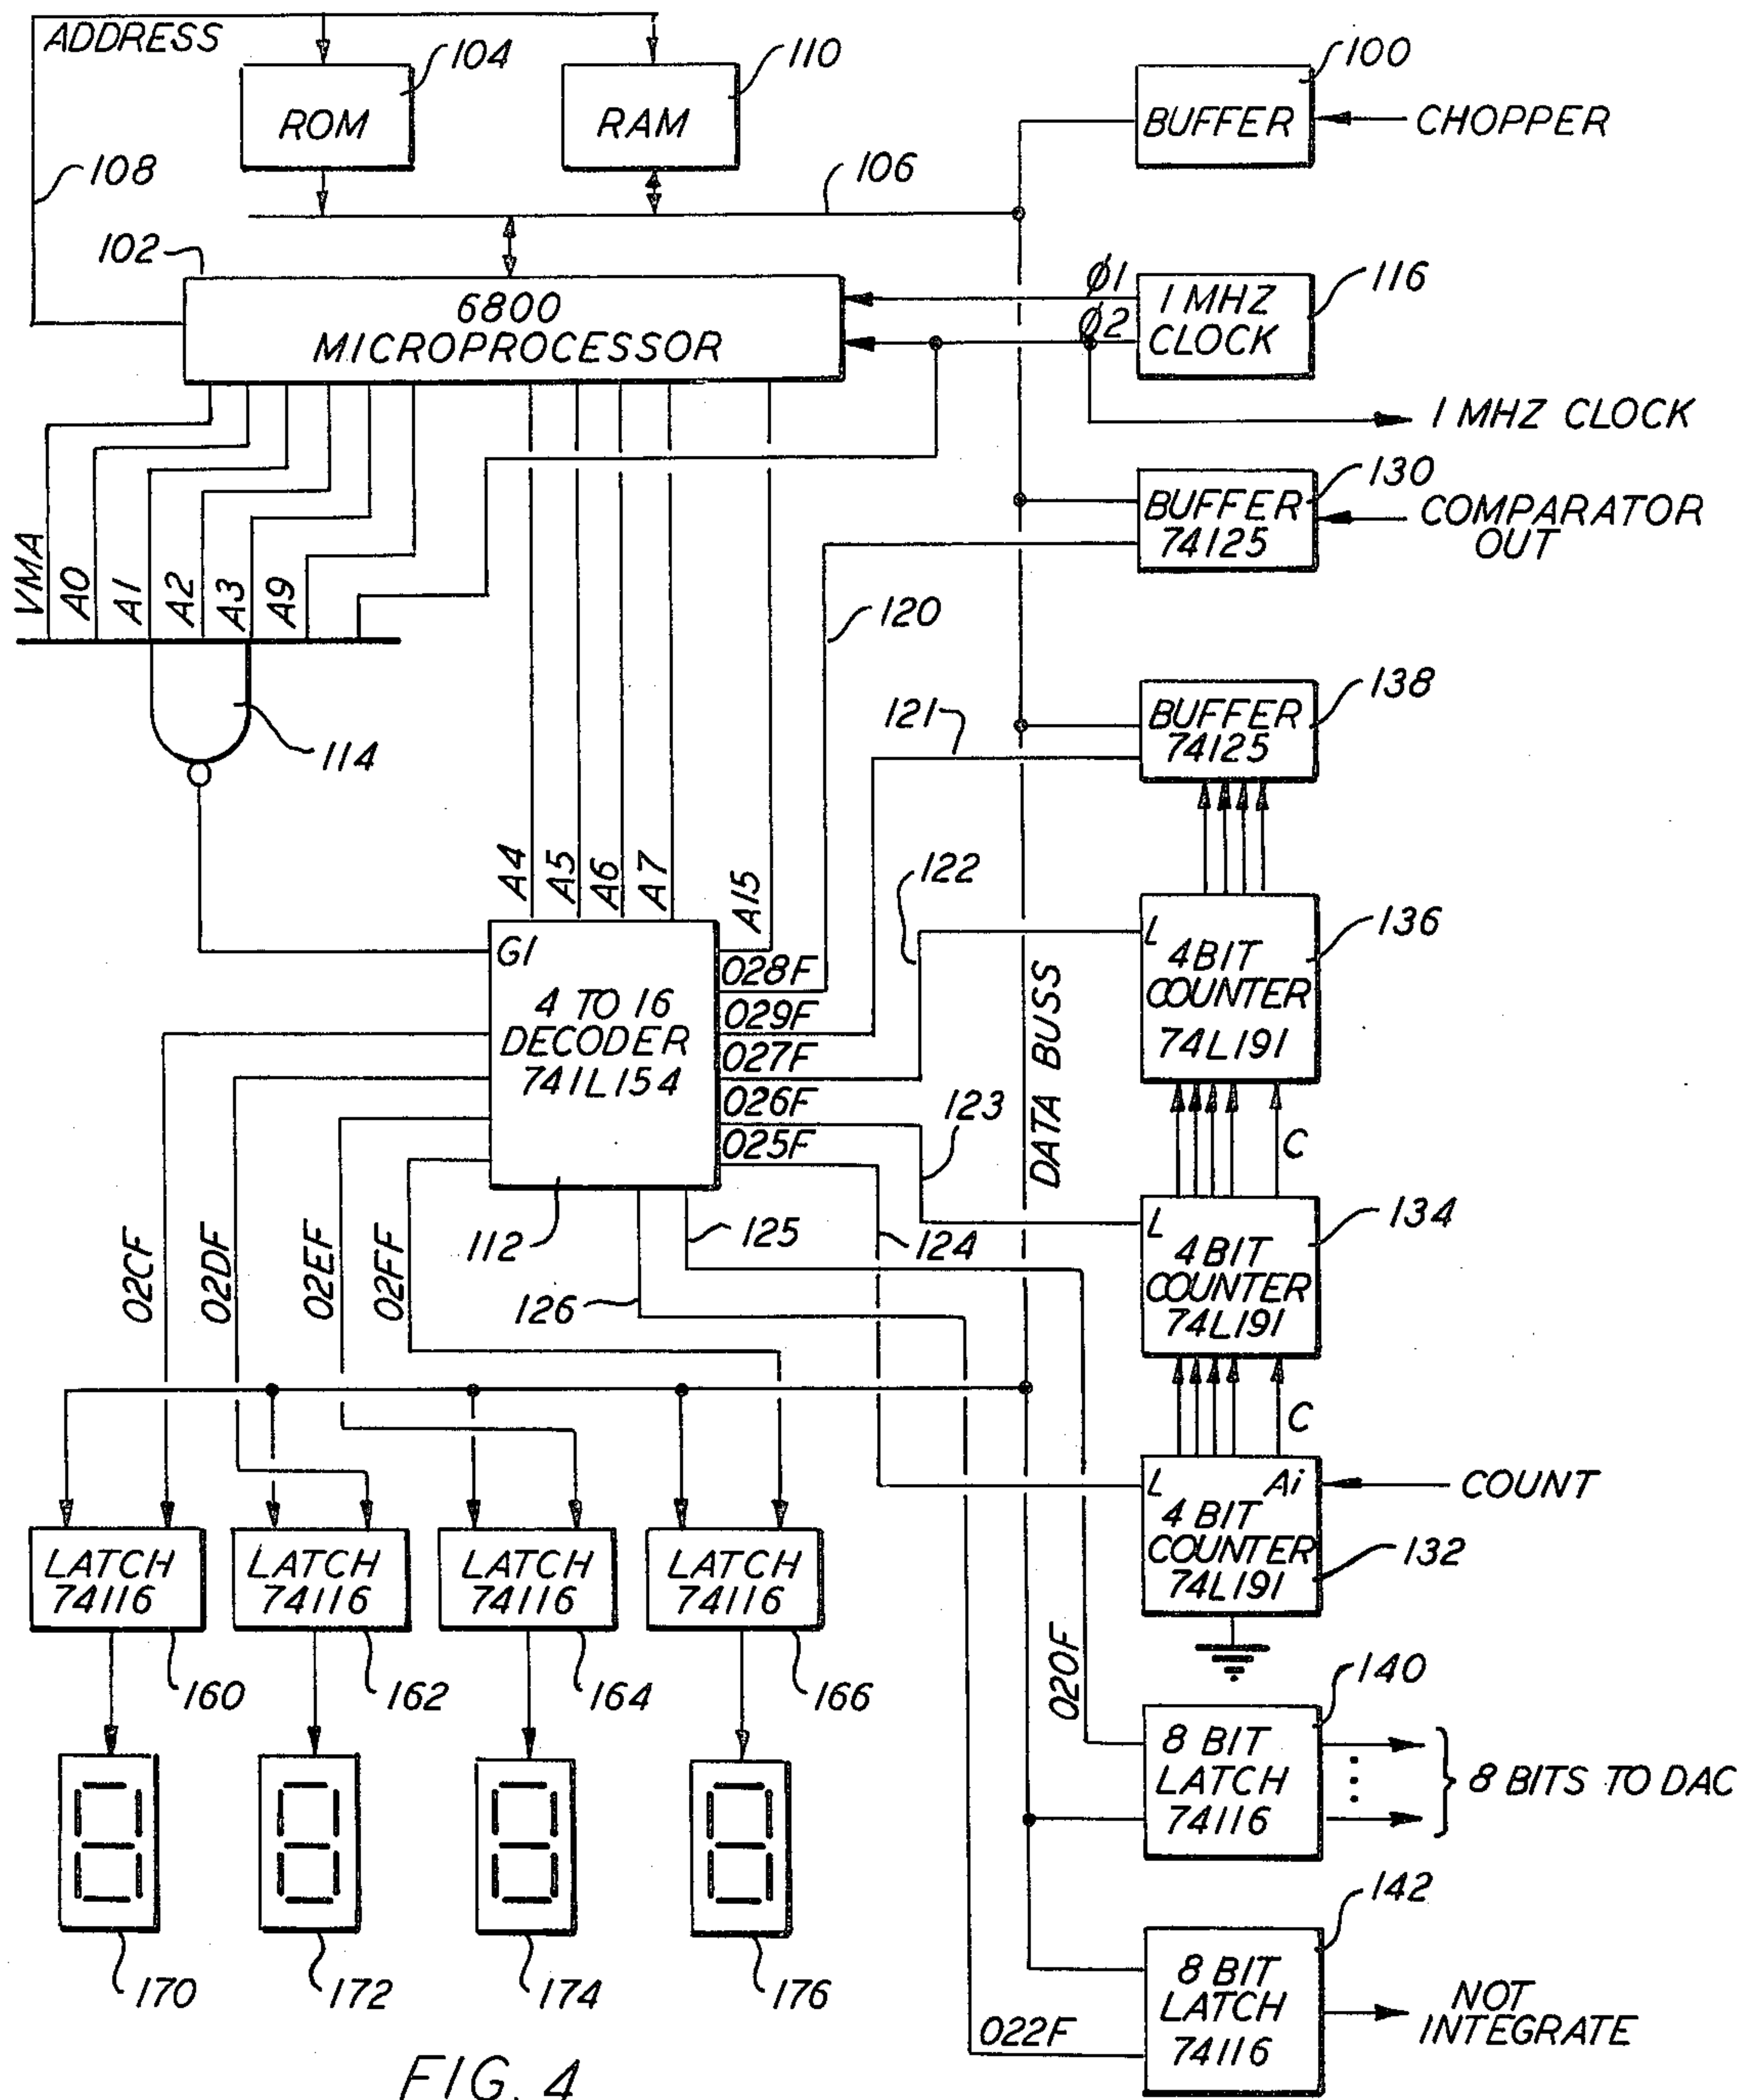 ADDRESS
104
110
100
ROM
RAM
BUFFER
CHOPPER
108
106
102
6800
MICROPROCESSOR
ϕ1
ϕ2
1 MHZ
CLOCK
116
1 MHZ CLOCK
130
BUFFER
74125
COMPARATOR
OUT
VMA
A0
A1
A2
A3
A9
114
120
121
138
BUFFER
74125
A4
A5
A6
A7
A15
122
136
L
4 BIT
COUNTER
74L191
G1
4 TO 16
DECODER
741L154
028F
029F
027F
026F
025F
DATA BUSS
123
C
134
L
4 BIT
COUNTER
74L191
02CF
02DF
02EF
02FF
112
125
124
126
C
L
Ai
4 BIT
COUNTER
74L191
COUNT
132
LATCH
74116
LATCH
74116
LATCH
74116
LATCH
74116
160
162
164
166
020F
140
8 BIT
LATCH
74116
8 BITS TO DAC
170
172
174
176
142
022F
8 BIT
LATCH
74116
NOT
INTEGRATE
FIG. 4